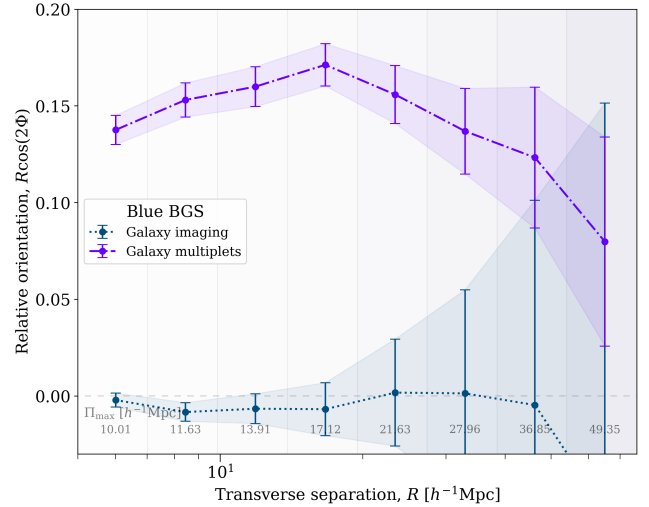 0.20
0.15
0.10
0.05
0.00
Relative orientation, Rcos(2Φ)
Blue BGS
Galaxy imaging
Galaxy multiplets
Πmax [h⁻¹Mpc]
10.01 11.63 13.91 17.12 21.63 27.96 36.85 49.35
10¹
Transverse separation, R [h⁻¹Mpc]